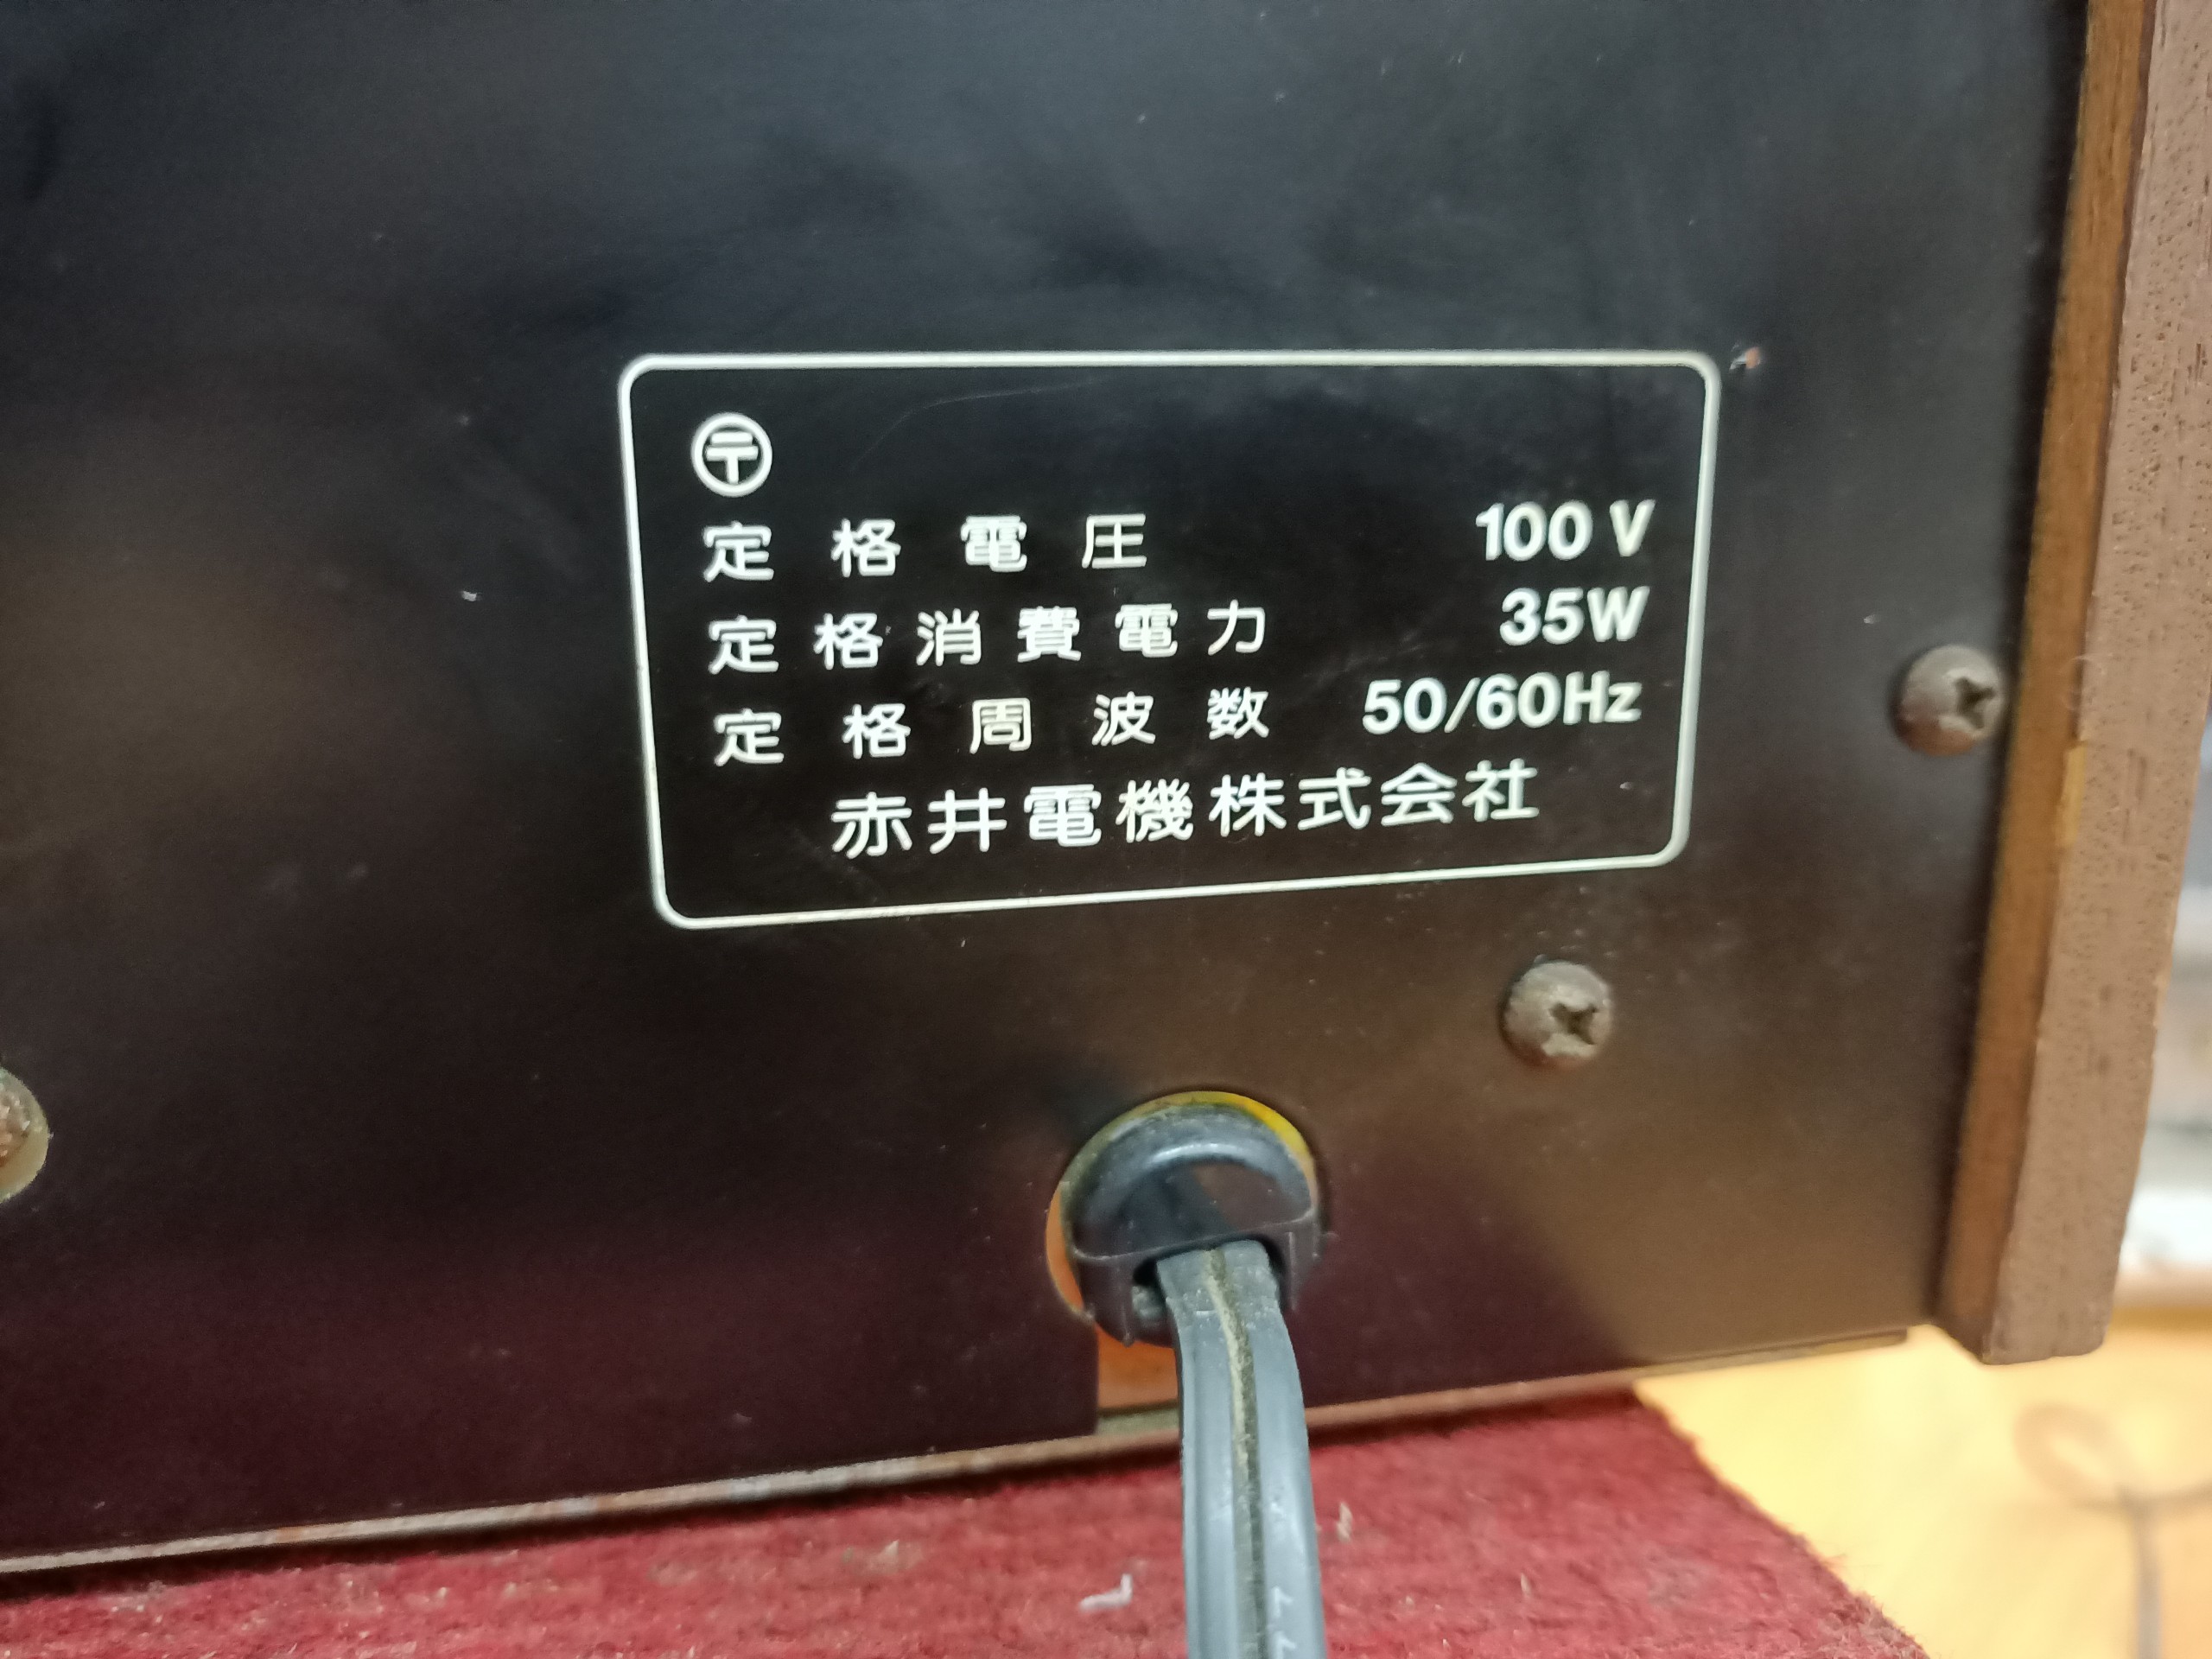 〒
定格電圧 100 V
定格消費電力 35W
定格周波数 50/60Hz
赤井電機株式会社